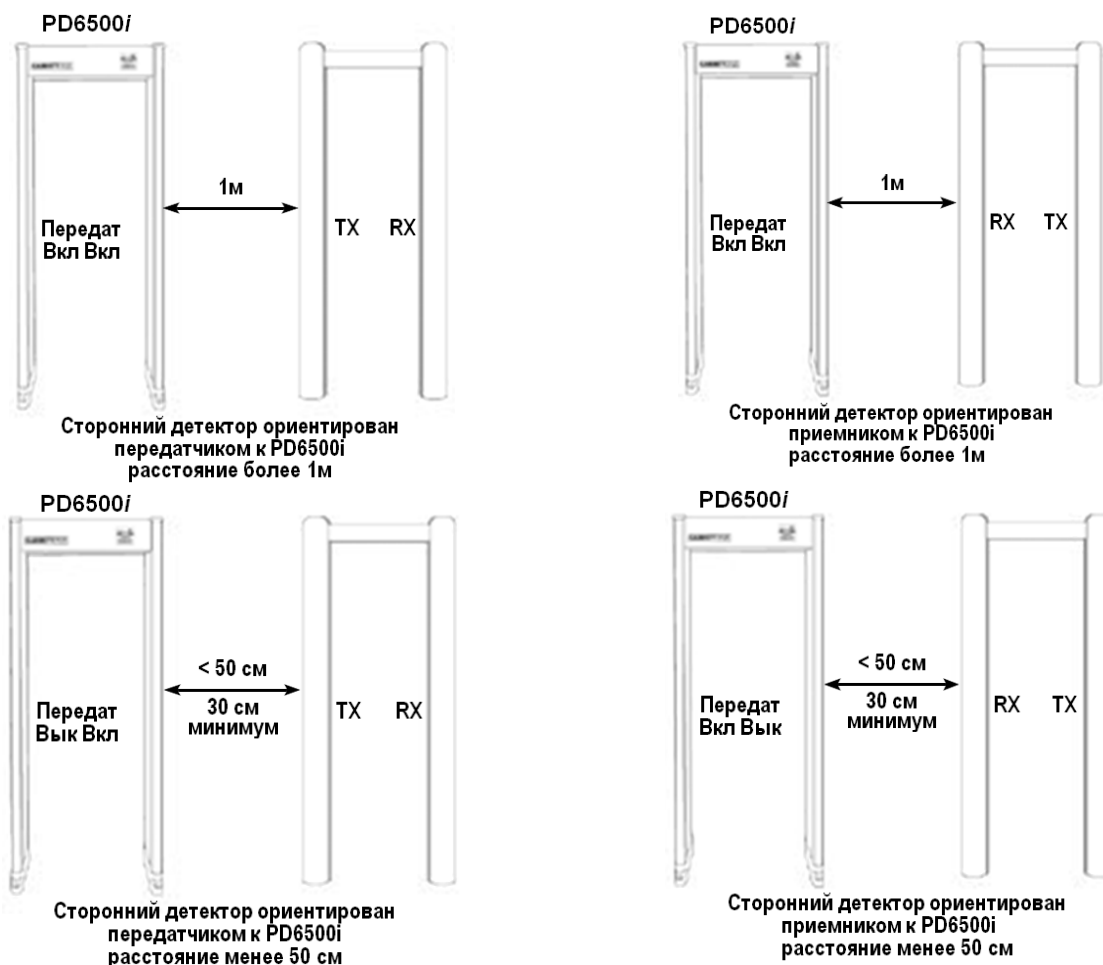 PD6500i
1м
Передат
Вкл Вкл
TX RX
Сторонний детектор ориентирован
передатчиком к PD6500i
расстояние более 1м
PD6500i
1м
Передат
Вкл Вкл
RX TX
Сторонний детектор ориентирован
приемником к PD6500i
расстояние более 1м
PD6500i
< 50 см
30 см
минимум
Передат
Вык Вкл
TX RX
Сторонний детектор ориентирован
передатчиком к PD6500i
расстояние менее 50 см
PD6500i
< 50 см
30 см
минимум
Передат
Вкл Вык
RX TX
Сторонний детектор ориентирован
приемником к PD6500i
расстояние менее 50 см